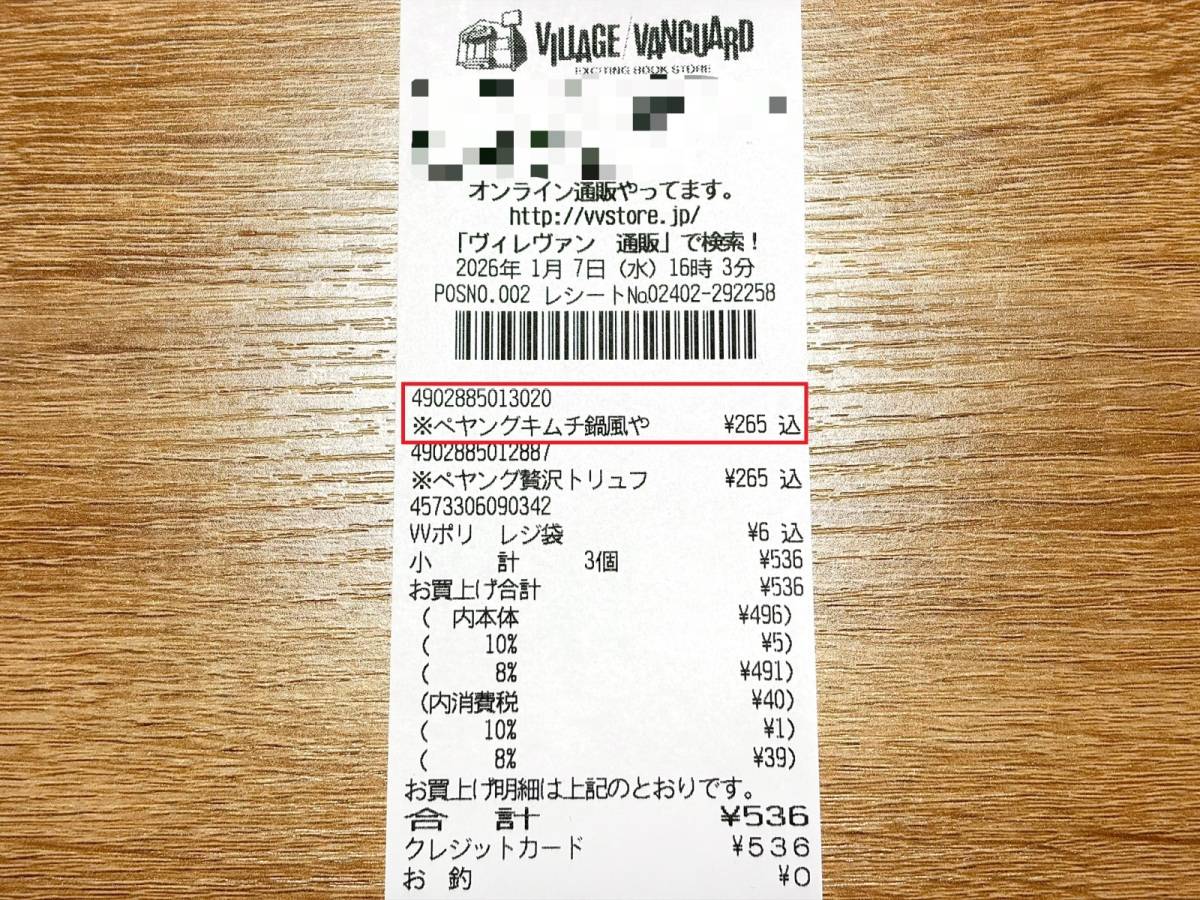 VILLAGE/VANGUARD
EXCITING BOOK STORE
オンライン通販やってます。
http://vvstore.jp/
「ヴィレヴァン 通販」で検索！
2026年 1月 7日（水）16時 3分
POSNO.002 レシート№02402-292258
4902885013020
※ペヤングキムチ鍋風や ¥265 込
4902885012887
※ペヤング贅沢トリュフ ¥265 込
4573306090342
VVポリ レジ袋 ¥6 込
小 計 3個 ¥536
お買上げ合計 ¥536
( 内本体 ¥496)
( 10% ¥5)
( 8% ¥491)
(内消費税 ¥40)
( 10% ¥1)
( 8% ¥39)
お買上げ明細は上記のとおりです。
合 計 ¥536
クレジットカード ¥536
お 釣 ¥0